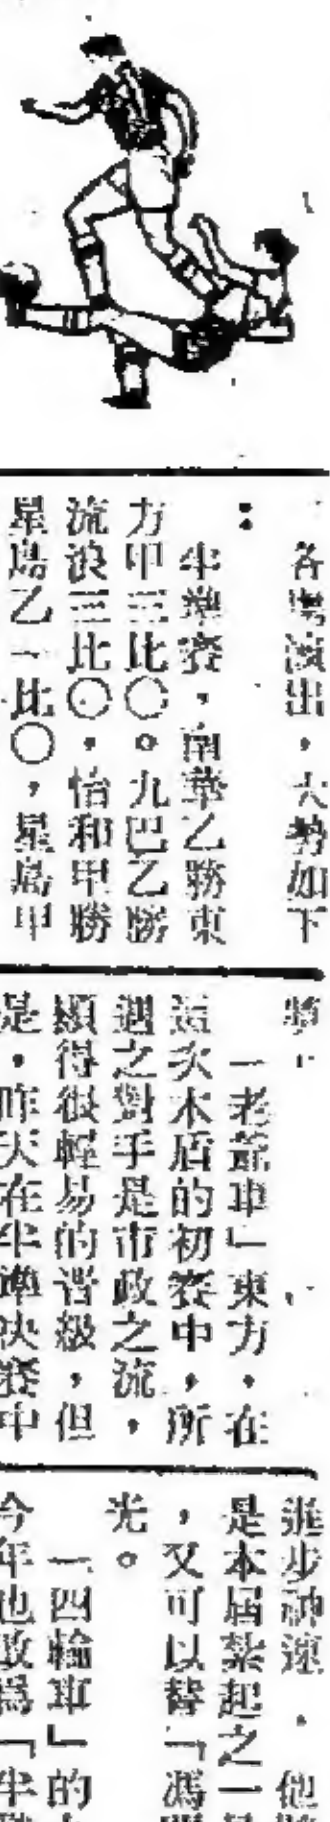 各場演出,大勢如下
:
半準賽,南華乙勝東
方甲三比〇。九巴乙勝
流浪三比〇,怡和甲勝
星島乙一比〇,星島甲
「老爺車」東方,在
這次木盾的初賽中,所
遇之對手是市政之流,
顯得很輕易的晉級,但
是,昨天在半準決賽中
進步神速,他
是本屆紮起之一
,又可以替「馮
光。
「四輪車」的
今年也改爲「半